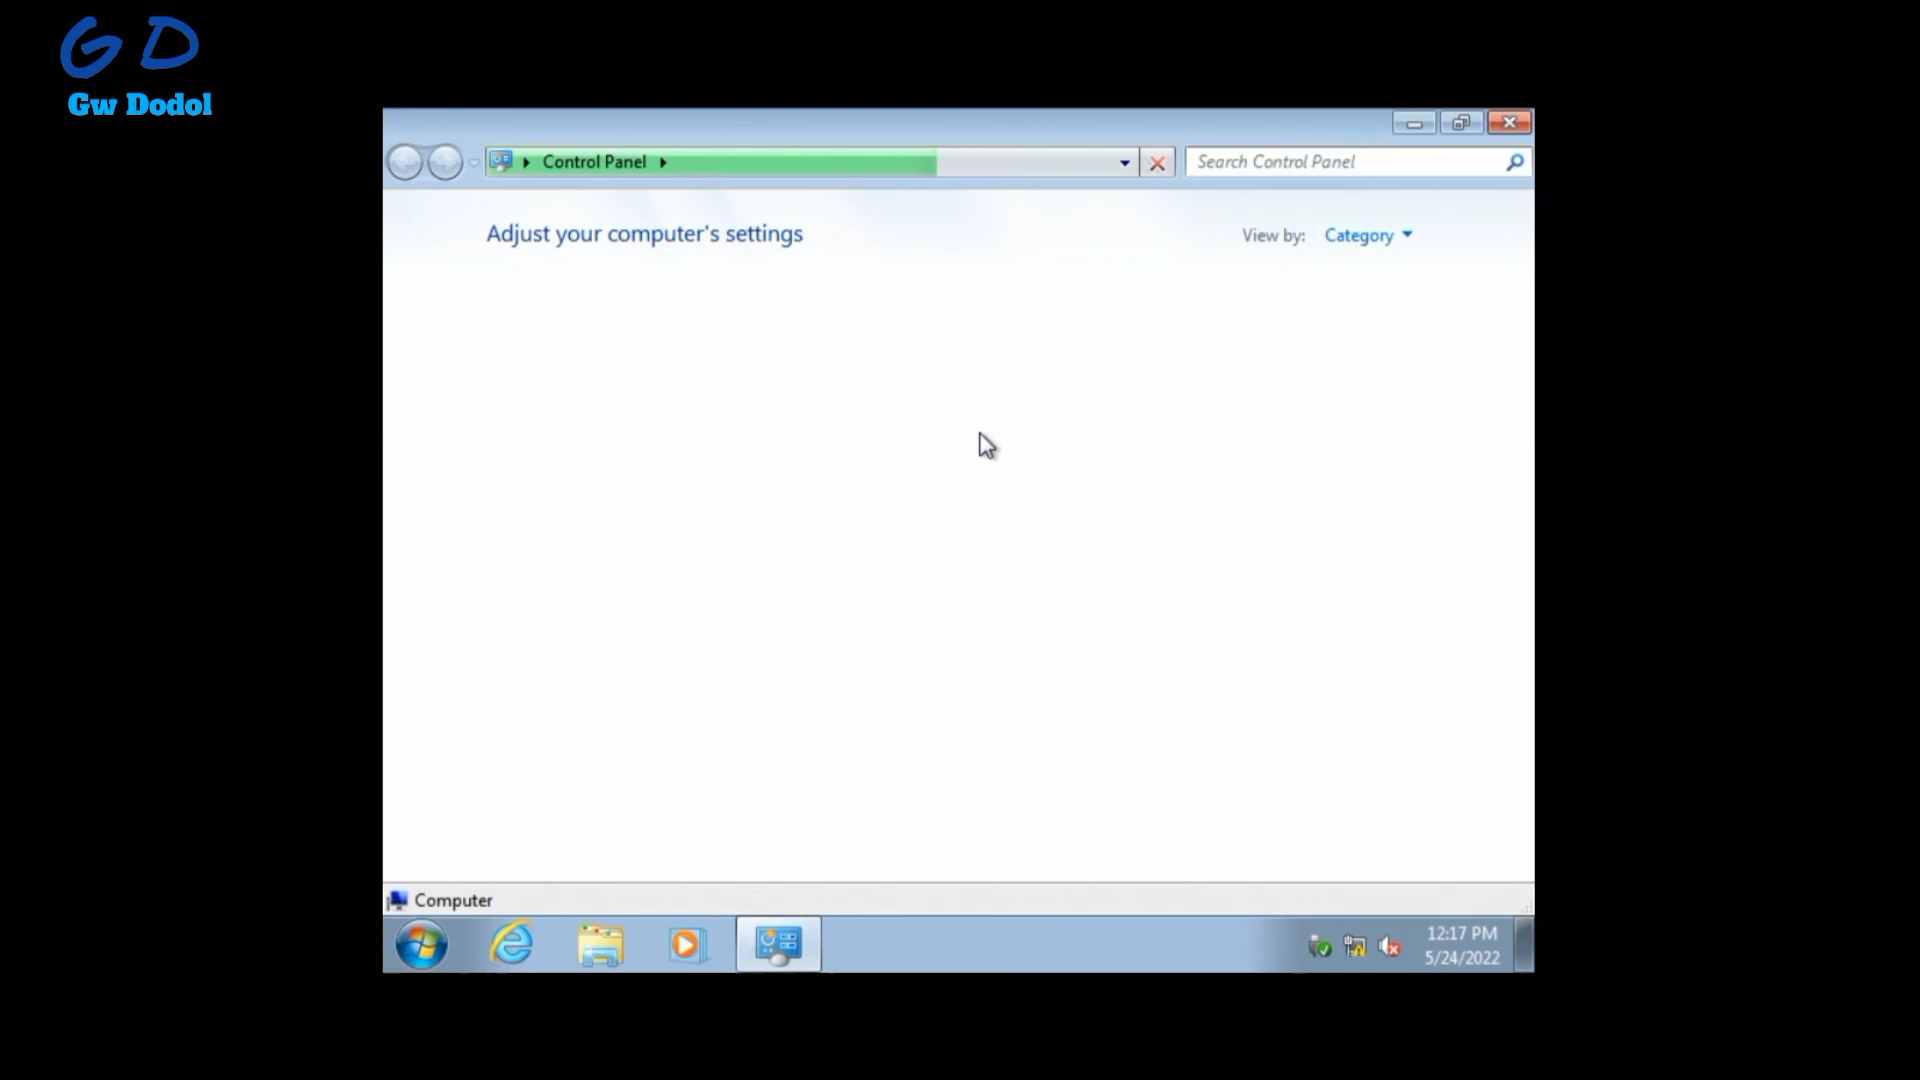 G D
Gw Dodol
Control Panel
Search Control Panel
Adjust your computer's settings
View by: Category
Computer
12:17 PM
5/24/2022